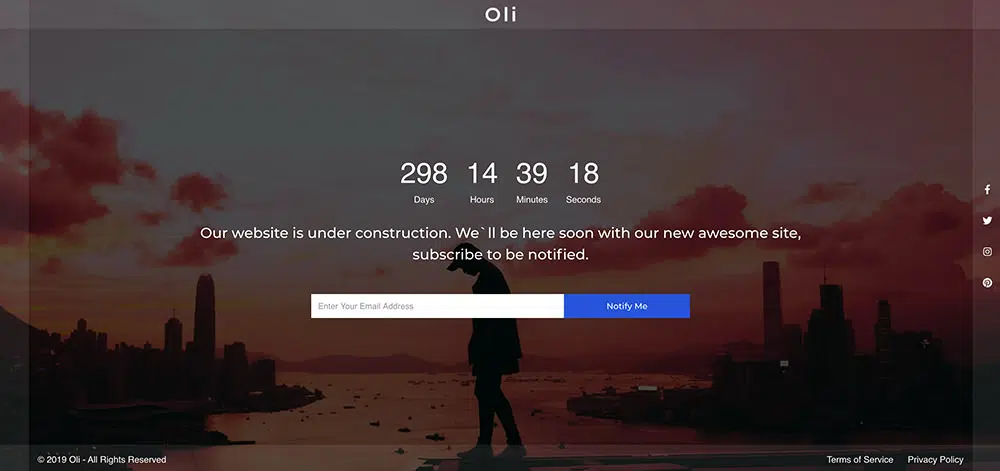 Oli
298 14 39 18
Days Hours Minutes Seconds
Our website is under construction. We`ll be here soon with our new awesome site,
subscribe to be notified.
Enter Your Email Address Notify Me
© 2019 Oli - All Rights Reserved Terms of Service Privacy Policy